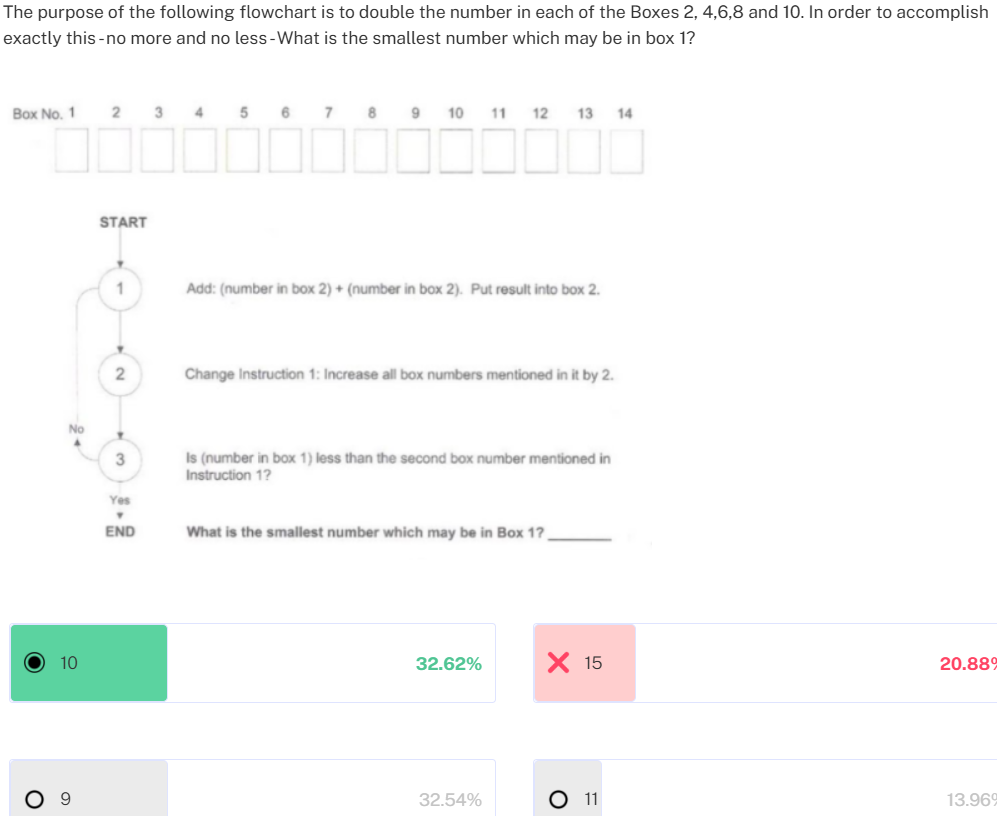 The purpose of the following flowchart is to double the number in each of the Boxes 2, 4,6,8 and 10. In order to accomplish
exactly this - no more and no less - What is the smallest number which may be in box 1?
Box No. 1 2 3 4 5 6 7 8 9 10 11 12 13 14
START
1 Add: (number in box 2) + (number in box 2). Put result into box 2.
2 Change Instruction 1: Increase all box numbers mentioned in it by 2.
No
3 Is (number in box 1) less than the second box number mentioned in
Instruction 1?
Yes
END What is the smallest number which may be in Box 1?
10 32.62% 15 20.88%
9 32.54% 11 13.96%